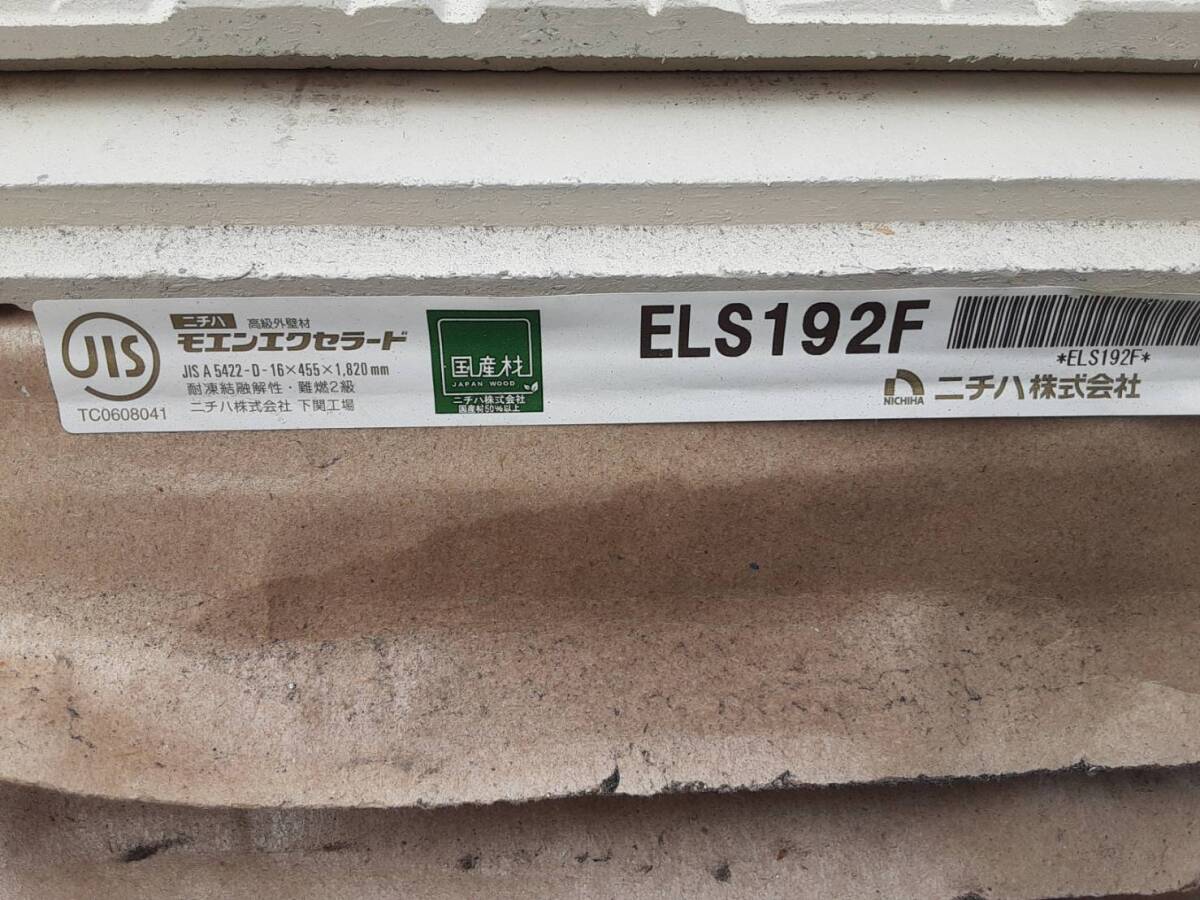 JIS
TC0608041
ニチハ 高級外壁材
モエンエクセラード
JIS A 5422-D-16×455×1,820mm
耐凍結融解性・難燃2級
ニチハ株式会社 下関工場
国産材
JAPAN WOOD
ニチハ株式会社
国産材50%以上
ELS192F
*ELS192F*
NICHIHA
ニチハ株式会社